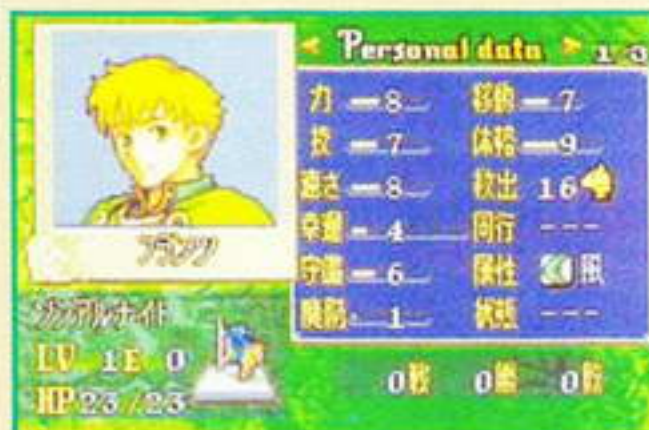 Personal data 1/3
力 8 移動 7
技 7 体格 9
速さ 8 救出 16
幸運 4 同行 ---
守備 6 属性 風
魔防 1 状態 ---
フランツ
ソシアルナイト
LV 1 E 0
HP 23/23
0戦 0勝 0敗